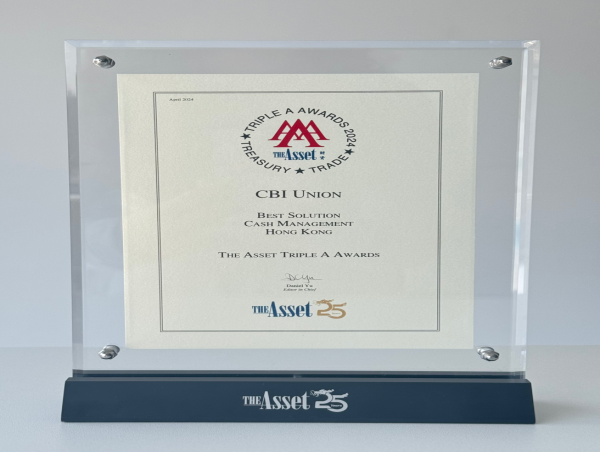 April 2024
TRIPLE A AWARDS 2024
TREASURY ★ TRADE
THE Asset
CBI UNION
BEST SOLUTION
CASH MANAGEMENT
HONG KONG
THE ASSET TRIPLE A AWARDS
Daniel Yu
Editor in Chief
THE Asset 25
THE Asset 25